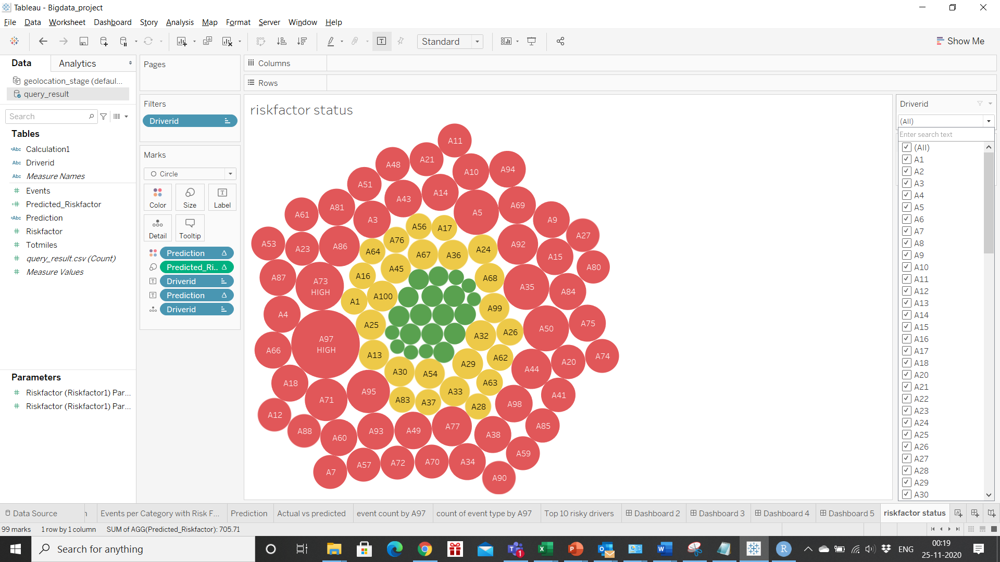 Tableau - Bigdata_project
File Data Worksheet Dashboard Story Analysis Map Format Server Window Help
Standard
Show Me
Data
Analytics
geolocation_stage (defaul...
query_result
Search
Tables
Calculation1
Driverid
Measure Names
Events
Predicted_Riskfactor
Prediction
Riskfactor
Totmiles
query_result.csv (Count)
Measure Values
Parameters
Riskfactor (Riskfactor1) Par...
Riskfactor (Riskfactor1) Par...
Pages
Filters
Driverid
Marks
Circle
Color Size Label
Detail Tooltip
Prediction
Predicted_Ri..
Driverid
Prediction
Driverid
Columns
Rows
riskfactor status
A11
A48 A21 A10 A94
A51 A43 A14 A5 A69
A61 A81 A3 A56 A17 A9
A53 A23 A86 A64 A76 A67 A36 A24 A92 A15 A27
A87 A73 A16 A45 A68 A35 A84 A80
HIGH
A4 A1 A100 A99 A50 A75
A66 A97 A25 A32 A26 A74
HIGH
A13 A30 A54 A29 A62 A44 A20
A18 A71 A95 A83 A37 A33 A63 A28 A98 A41
A12 A88 A60 A93 A49 A77 A38 A85
A7 A57 A72 A70 A34 A90 A59
Driverid
(All)
Enter search text
(All)
A1
A2
A3
A4
A5
A6
A7
A8
A9
A10
A11
A12
A13
A14
A15
A16
A17
A18
A20
A21
A22
A23
A24
A25
A26
A27
A28
A29
A30
Data Source
Events per Category with Risk F...
Prediction
Actual vs predicted
event count by A97
count of event type by A97
Top 10 risky drivers
Dashboard 2
Dashboard 3
Dashboard 4
Dashboard 5
riskfactor status
99 marks 1 row by 1 column SUM of AGG(Predicted_Riskfactor): 705.71
Search for anything
ENG
00:19
25-11-2020